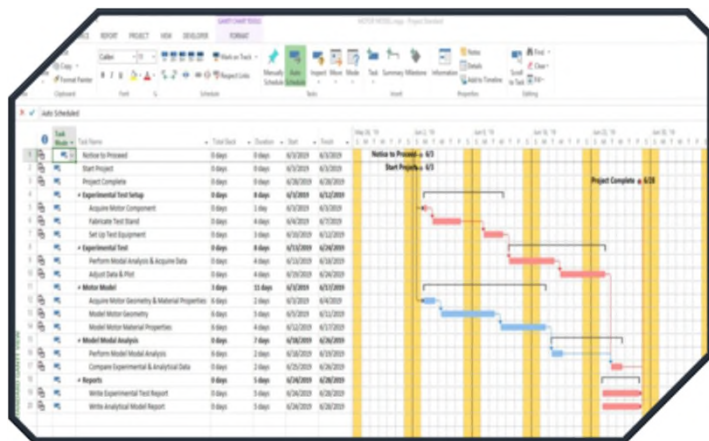 GANTT CHART TOOLS
REPORT PROJECT VIEW DEVELOPER FORMAT
Copy
Format Painter
Calibri
Mark on Track
Respect Links
Manually Schedule
Auto Schedule
Inspect Move Mode
Task Summary Milestone
Information
Notes
Details
Add to Timeline
Scroll to Task
Find
Clear
Fill
Clipboard Font Schedule Tasks Insert Properties Editing
Auto Scheduled
Task Mode Task Name Total Slack Duration Start Finish
Notice to Proceed 0 days 0 days 6/3/2019 6/3/2019
Start Project 0 days 0 days 6/3/2019 6/3/2019
Project Complete 0 days 0 days 6/28/2019 6/28/2019
Experimental Test Setup 0 days 8 days 6/3/2019 6/12/2019
Acquire Motor Component 0 days 1 day 6/3/2019 6/3/2019
Fabricate Test Stand 0 days 4 days 6/4/2019 6/7/2019
Set Up Test Equipment 0 days 3 days 6/10/2019 6/12/2019
Experimental Test 0 days 8 days 6/13/2019 6/24/2019
Perform Modal Analysis & Acquire Data 0 days 4 days 6/13/2019 6/18/2019
Adjust Data & Plot 0 days 4 days 6/19/2019 6/24/2019
Motor Model 3 days 11 days 6/3/2019 6/17/2019
Acquire Motor Geometry & Material Properties 6 days 2 days 6/3/2019 6/4/2019
Model Motor Geometry 5 days 6/5/2019 6/11/2019
Model Motor Material Properties 4 days 6/12/2019 6/17/2019
Model Modal Analysis 7 days 6/18/2019 6/26/2019
Perform Model Modal Analysis 2 days 6/18/2019 6/19/2019
Compare Experimental & Analytical Data 2 days 6/25/2019 6/26/2019
Reports 0 days 5 days 6/24/2019 6/28/2019
Write Experimental Test Report 0 days 5 days 6/24/2019 6/28/2019
Write Analytical Model Report 0 days 5 days 6/24/2019 6/28/2019
Notice to Proceed 6/3
Start Project 6/3
Project Complete 6/28